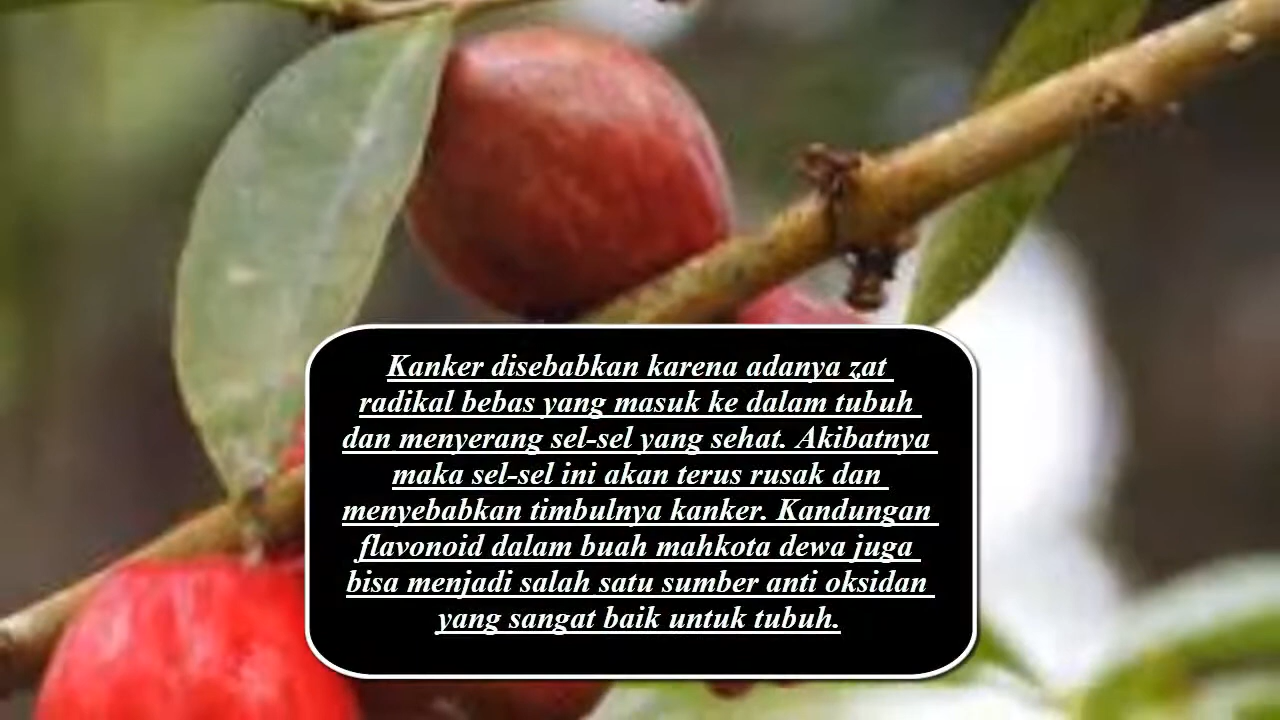 Kanker disebabkan karena adanya zat
radikal bebas yang masuk ke dalam tubuh
dan menyerang sel-sel yang sehat. Akibatnya
maka sel-sel ini akan terus rusak dan
menyebabkan timbulnya kanker. Kandungan
flavonoid dalam buah mahkota dewa juga
bisa menjadi salah satu sumber anti oksidan
yang sangat baik untuk tubuh.